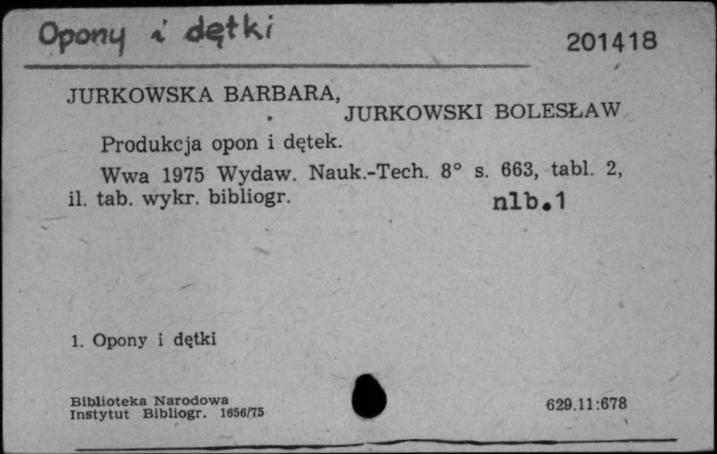 Opony i dętki
201418
JURKOWSKA BARBARA,
JURKOWSKI BOLESŁAW
Produkcja opon i dętek.
Wwa 1975 Wydaw. Nauk.-Tech. 8° s. 663, tabl. 2,
il. tab. wykr. bibliogr.
nlb.1
1. Opony i dętki
Biblioteka Narodowa
Instytut Bibliogr. 1656/75
629.11:678